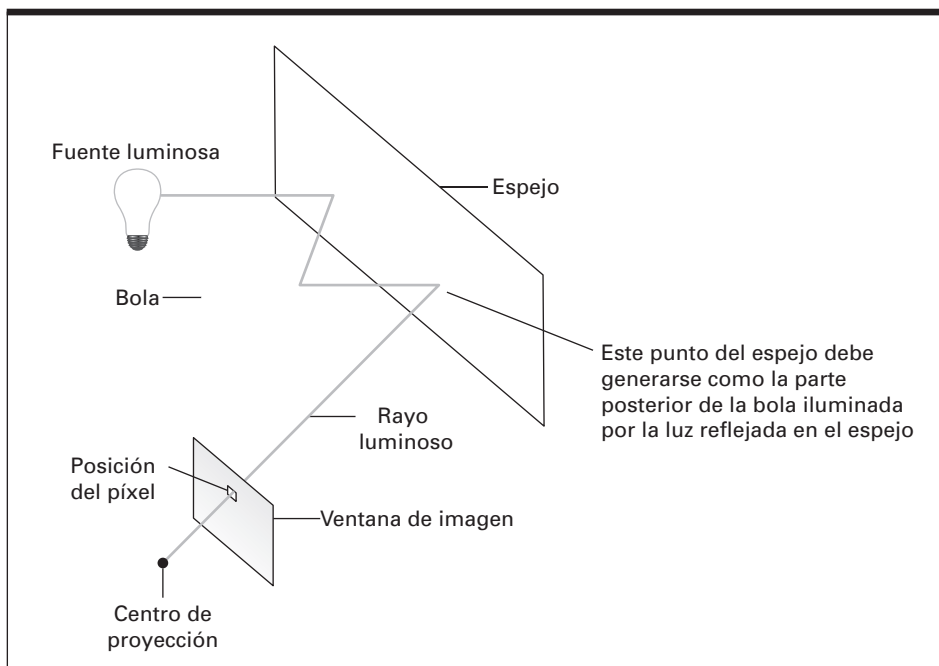 Fuente luminosa
Espejo
Bola
Este punto del espejo debe
generarse como la parte
posterior de la bola iluminada
por la luz reflejada en el espejo
Rayo
luminoso
Posición
del píxel
Ventana de imagen
Centro de
proyección